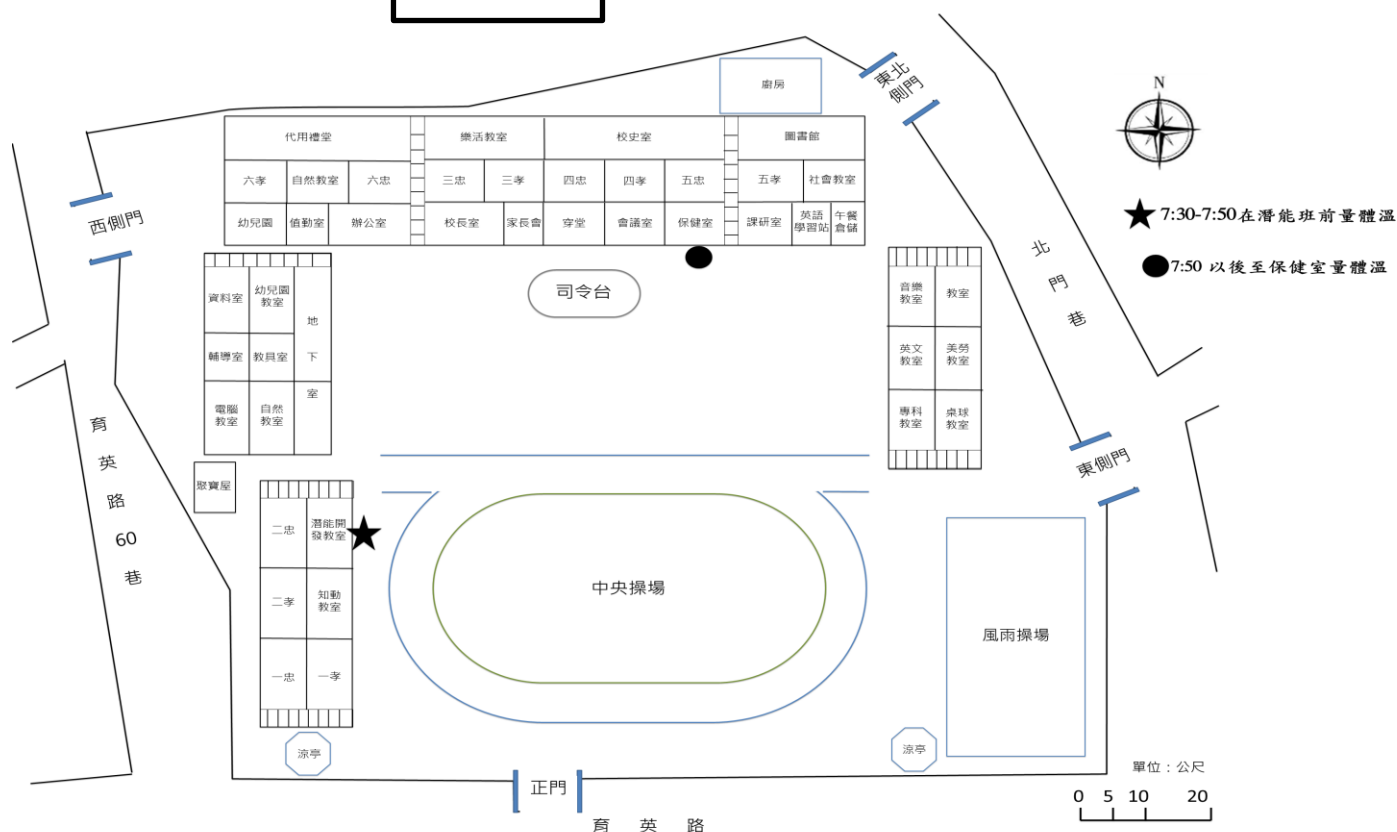 廚房
東北
側門
N
代用禮堂
樂活教室
校史室
圖書館
六孝
自然教室
六忠
三忠
三孝
四忠
四孝
五忠
五孝
社會教室
幼兒園
值勤室
辦公室
校長室
家長會
穿堂
會議室
保健室
課研室
英語
學習站
午餐
倉儲
西側門
7:30-7:50在潛能班前量體溫
7:50 以後至保健室量體溫
北門巷
司令台
資料室
幼兒園
教室
地下室
輔導室
教具室
電腦
教室
自然
教室
音樂
教室
教室
英文
教室
美勞
教室
專科
教室
桌球
教室
東側門
育英路60巷
聚寶屋
二忠
潛能開
發教室
二孝
知動
教室
一忠
一孝
中央操場
風雨操場
涼亭
涼亭
正門
育英路
單位：公尺
0 5 10 20